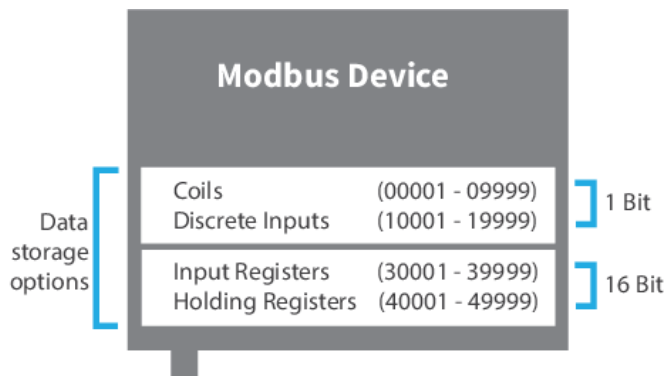 Modbus Device
Data
storage
options
Coils (00001 - 09999)
Discrete Inputs (10001 - 19999)
1 Bit
Input Registers (30001 - 39999)
Holding Registers (40001 - 49999)
16 Bit